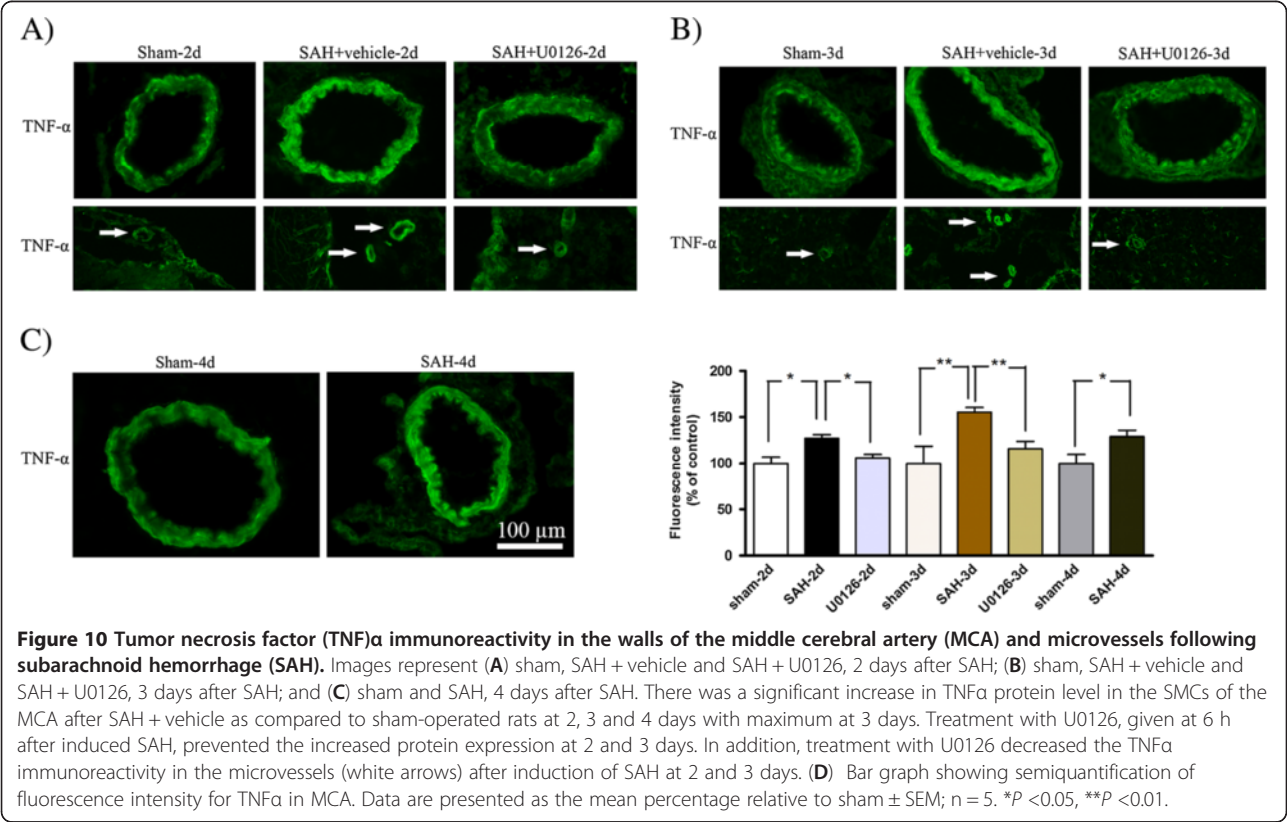 A)
Sham-2d SAH+vehicle-2d SAH+U0126-2d
TNF-α
TNF-α
B)
Sham-3d SAH+vehicle-3d SAH+U0126-3d
TNF-α
TNF-α
C)
Sham-4d SAH-4d
TNF-α
100 µm
Fluorescence intensity
(% of control)
200
150
100
50
0
* * ** ** *
sham-2d SAH-2d U0126-2d sham-3d SAH-3d U0126-3d sham-4d SAH-4d
Figure 10 Tumor necrosis factor (TNF)α immunoreactivity in the walls of the middle cerebral artery (MCA) and microvessels following
subarachnoid hemorrhage (SAH). Images represent (A) sham, SAH + vehicle and SAH + U0126, 2 days after SAH; (B) sham, SAH + vehicle and
SAH + U0126, 3 days after SAH; and (C) sham and SAH, 4 days after SAH. There was a significant increase in TNFα protein level in the SMCs of the
MCA after SAH + vehicle as compared to sham-operated rats at 2, 3 and 4 days with maximum at 3 days. Treatment with U0126, given at 6 h
after induced SAH, prevented the increased protein expression at 2 and 3 days. In addition, treatment with U0126 decreased the TNFα
immunoreactivity in the microvessels (white arrows) after induction of SAH at 2 and 3 days. (D) Bar graph showing semiquantification of
fluorescence intensity for TNFα in MCA. Data are presented as the mean percentage relative to sham ± SEM; n = 5. *P <0.05, **P <0.01.